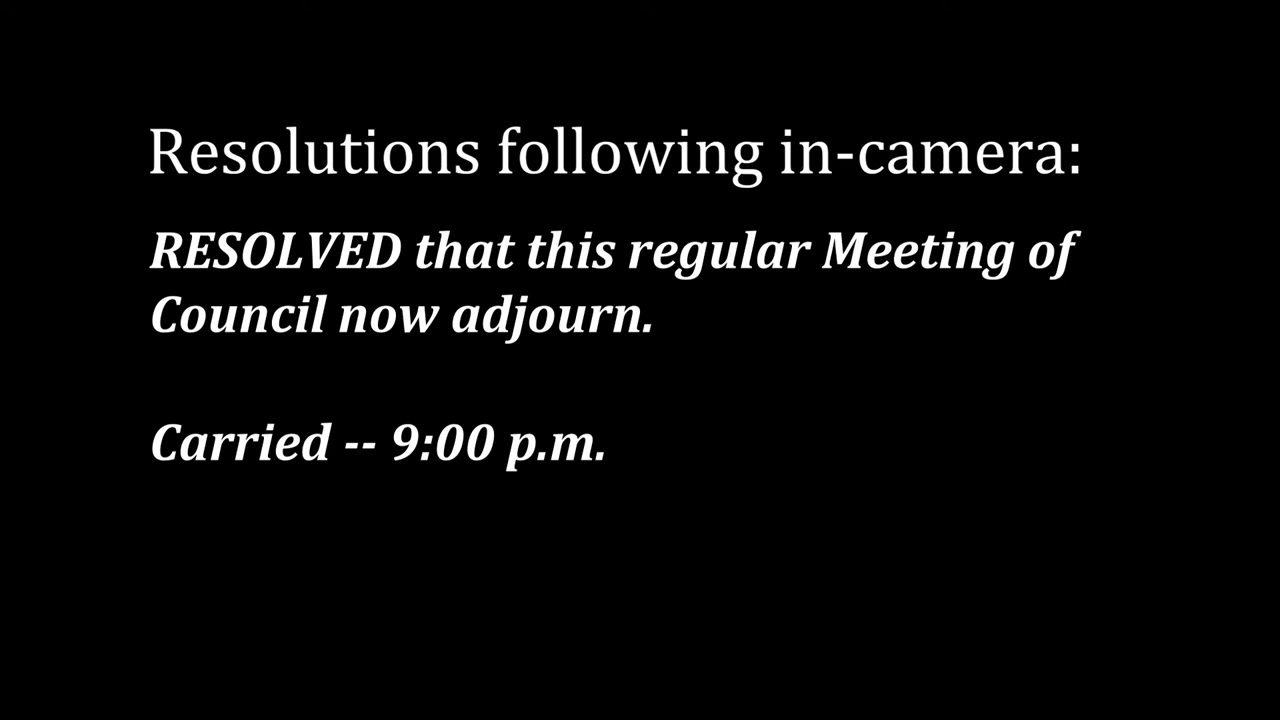 Resolutions following in-camera:
RESOLVED that this regular Meeting of
Council now adjourn.
Carried -- 9:00 p.m.